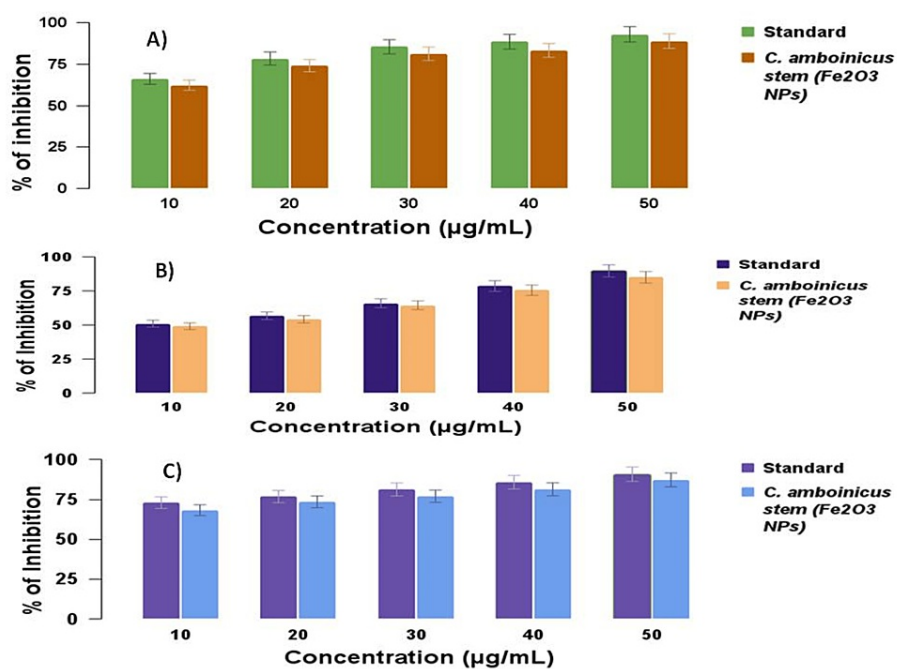 A)
% of inhibition
100
75
50
25
0
10 20 30 40 50
Concentration (µg/mL)
Standard
C. amboinicus
stem (Fe2O3
NPs)
B)
% of Inhibition
100
75
50
25
0
10 20 30 40 50
Concentration (µg/mL)
Standard
C. amboinicus
stem (Fe2O3
NPs)
C)
% of Inhibition
100
75
50
25
0
10 20 30 40 50
Concentration (µg/mL)
Standard
C. amboinicus
stem (Fe2O3
NPs)